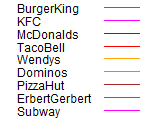 BurgerKing
KFC
McDonalds
TacoBell
Wendys
Dominos
PizzaHut
ErbertGerbert
Subway